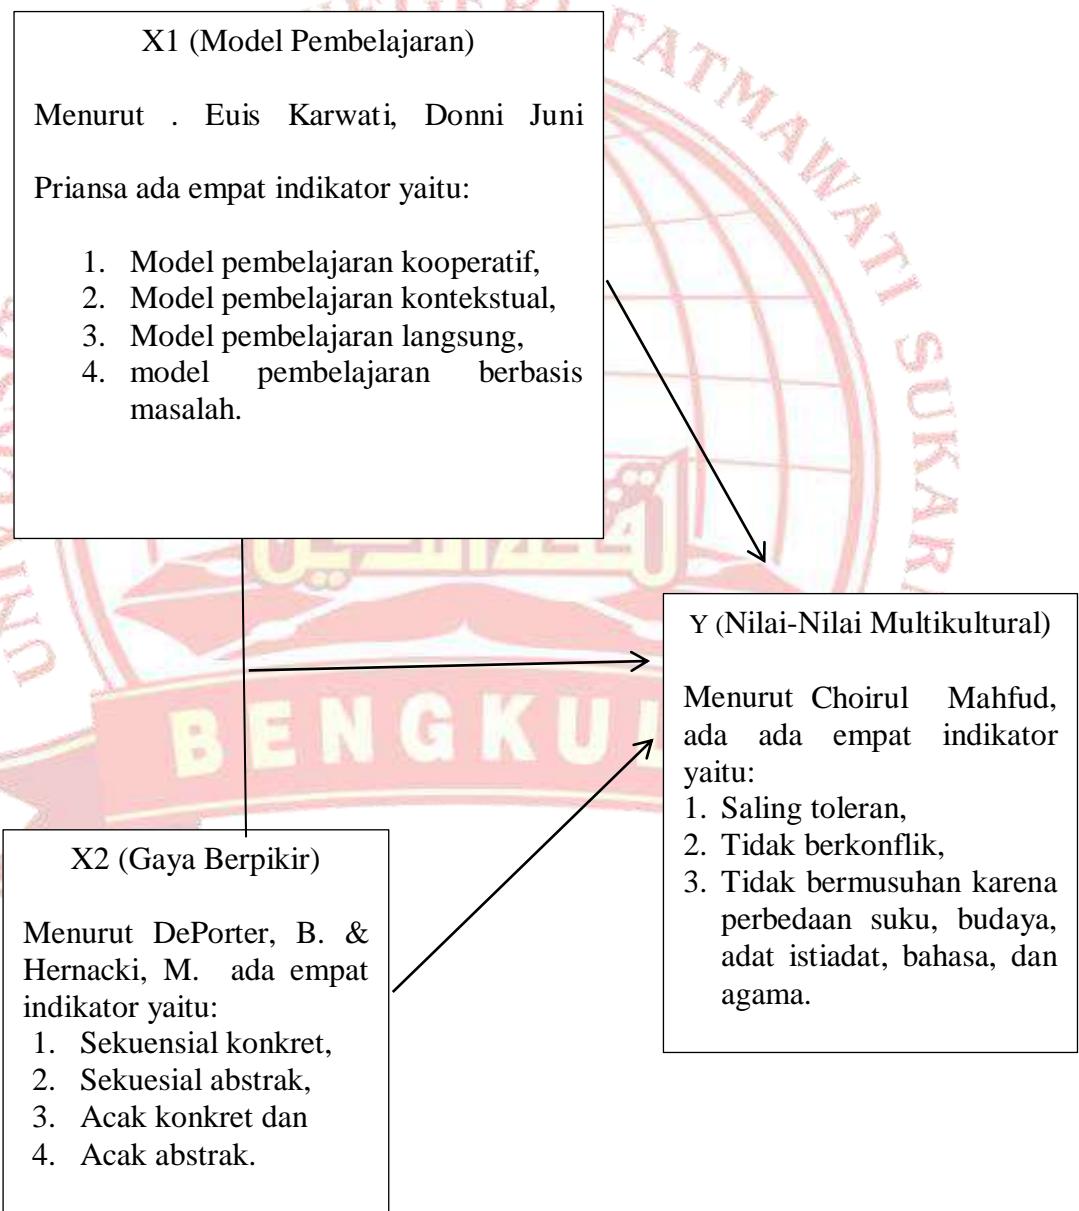 X1 (Model Pembelajaran)
Menurut . Euis Karwati, Donni Juni
Priansa ada empat indikator yaitu:
1. Model pembelajaran kooperatif,
2. Model pembelajaran kontekstual,
3. Model pembelajaran langsung,
4. model pembelajaran berbasis
masalah.
FATMAWATI SUKAR
BENGKUL
Y (Nilai-Nilai Multikultural)
Menurut Choirul Mahfud,
ada ada empat indikator
yaitu:
1. Saling toleran,
2. Tidak berkonflik,
3. Tidak bermusuhan karena
perbedaan suku, budaya,
adat istiadat, bahasa, dan
agama.
X2 (Gaya Berpikir)
Menurut DePorter, B. &
Hernacki, M. ada empat
indikator yaitu:
1. Sekuensial konkret,
2. Sekuesial abstrak,
3. Acak konkret dan
4. Acak abstrak.